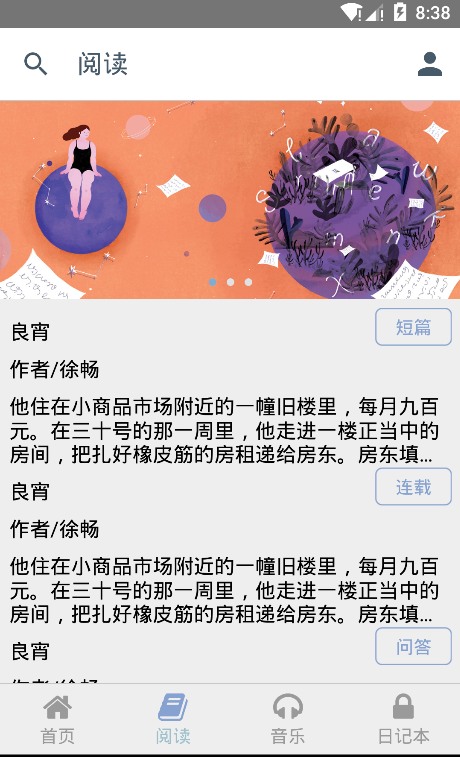 8:38
阅读
良宵
短篇
作者/徐畅
他住在小商品市场附近的一幢旧楼里，每月九百
元。在三十号的那一周里，他走进一楼正当中的
房间，把扎好橡皮筋的房租递给房东。房东填...
良宵
连载
作者/徐畅
他住在小商品市场附近的一幢旧楼里，每月九百
元。在三十号的那一周里，他走进一楼正当中的
房间，把扎好橡皮筋的房租递给房东。房东填...
良宵
问答
作者/徐畅
首页
阅读
音乐
日记本